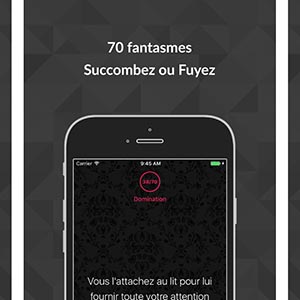 70 fantasmes
Succombez ou Fuyez
Carrier 9:45 AM
38/70
Domination
Vous l'attachez au lit pour lui
fournir toute votre attention